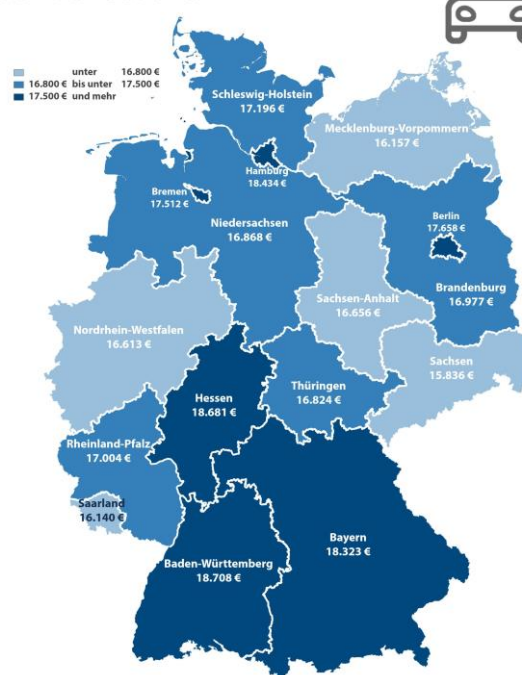 unter 16.800 €
16.800 € bis unter 17.500 €
17.500 € und mehr
Schleswig-Holstein
17.196 €
Mecklenburg-Vorpommern
16.157 €
Hamburg
18.434 €
Bremen
17.512 €
Niedersachsen
16.868 €
Berlin
17.658 €
Brandenburg
16.977 €
Sachsen-Anhalt
16.656 €
Nordrhein-Westfalen
16.613 €
Sachsen
15.836 €
Hessen
18.681 €
Thüringen
16.824 €
Rheinland-Pfalz
17.004 €
Saarland
16.140 €
Bayern
18.323 €
Baden-Württemberg
18.708 €